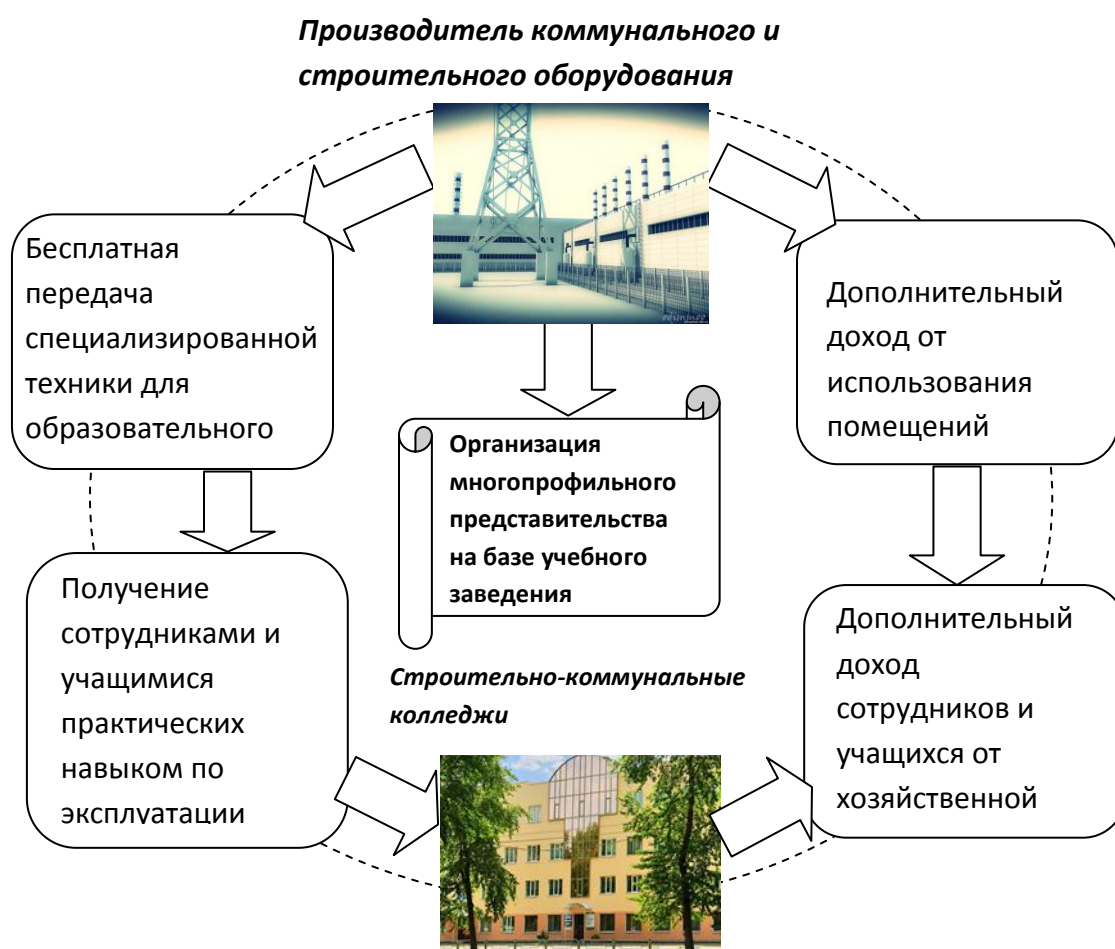 Производитель коммунального и
строительного оборудования
Бесплатная
передача
специализированной
техники для
образовательного
Дополнительный
доход от
использования
помещений
Организация
многопрофильного
представительства
на базе учебного
заведения
Получение
сотрудниками и
учащимися
практических
навыком по
эксплуатации
Строительно-коммунальные
колледжи
Дополнительный
доход
сотрудников и
учащихся от
хозяйственной